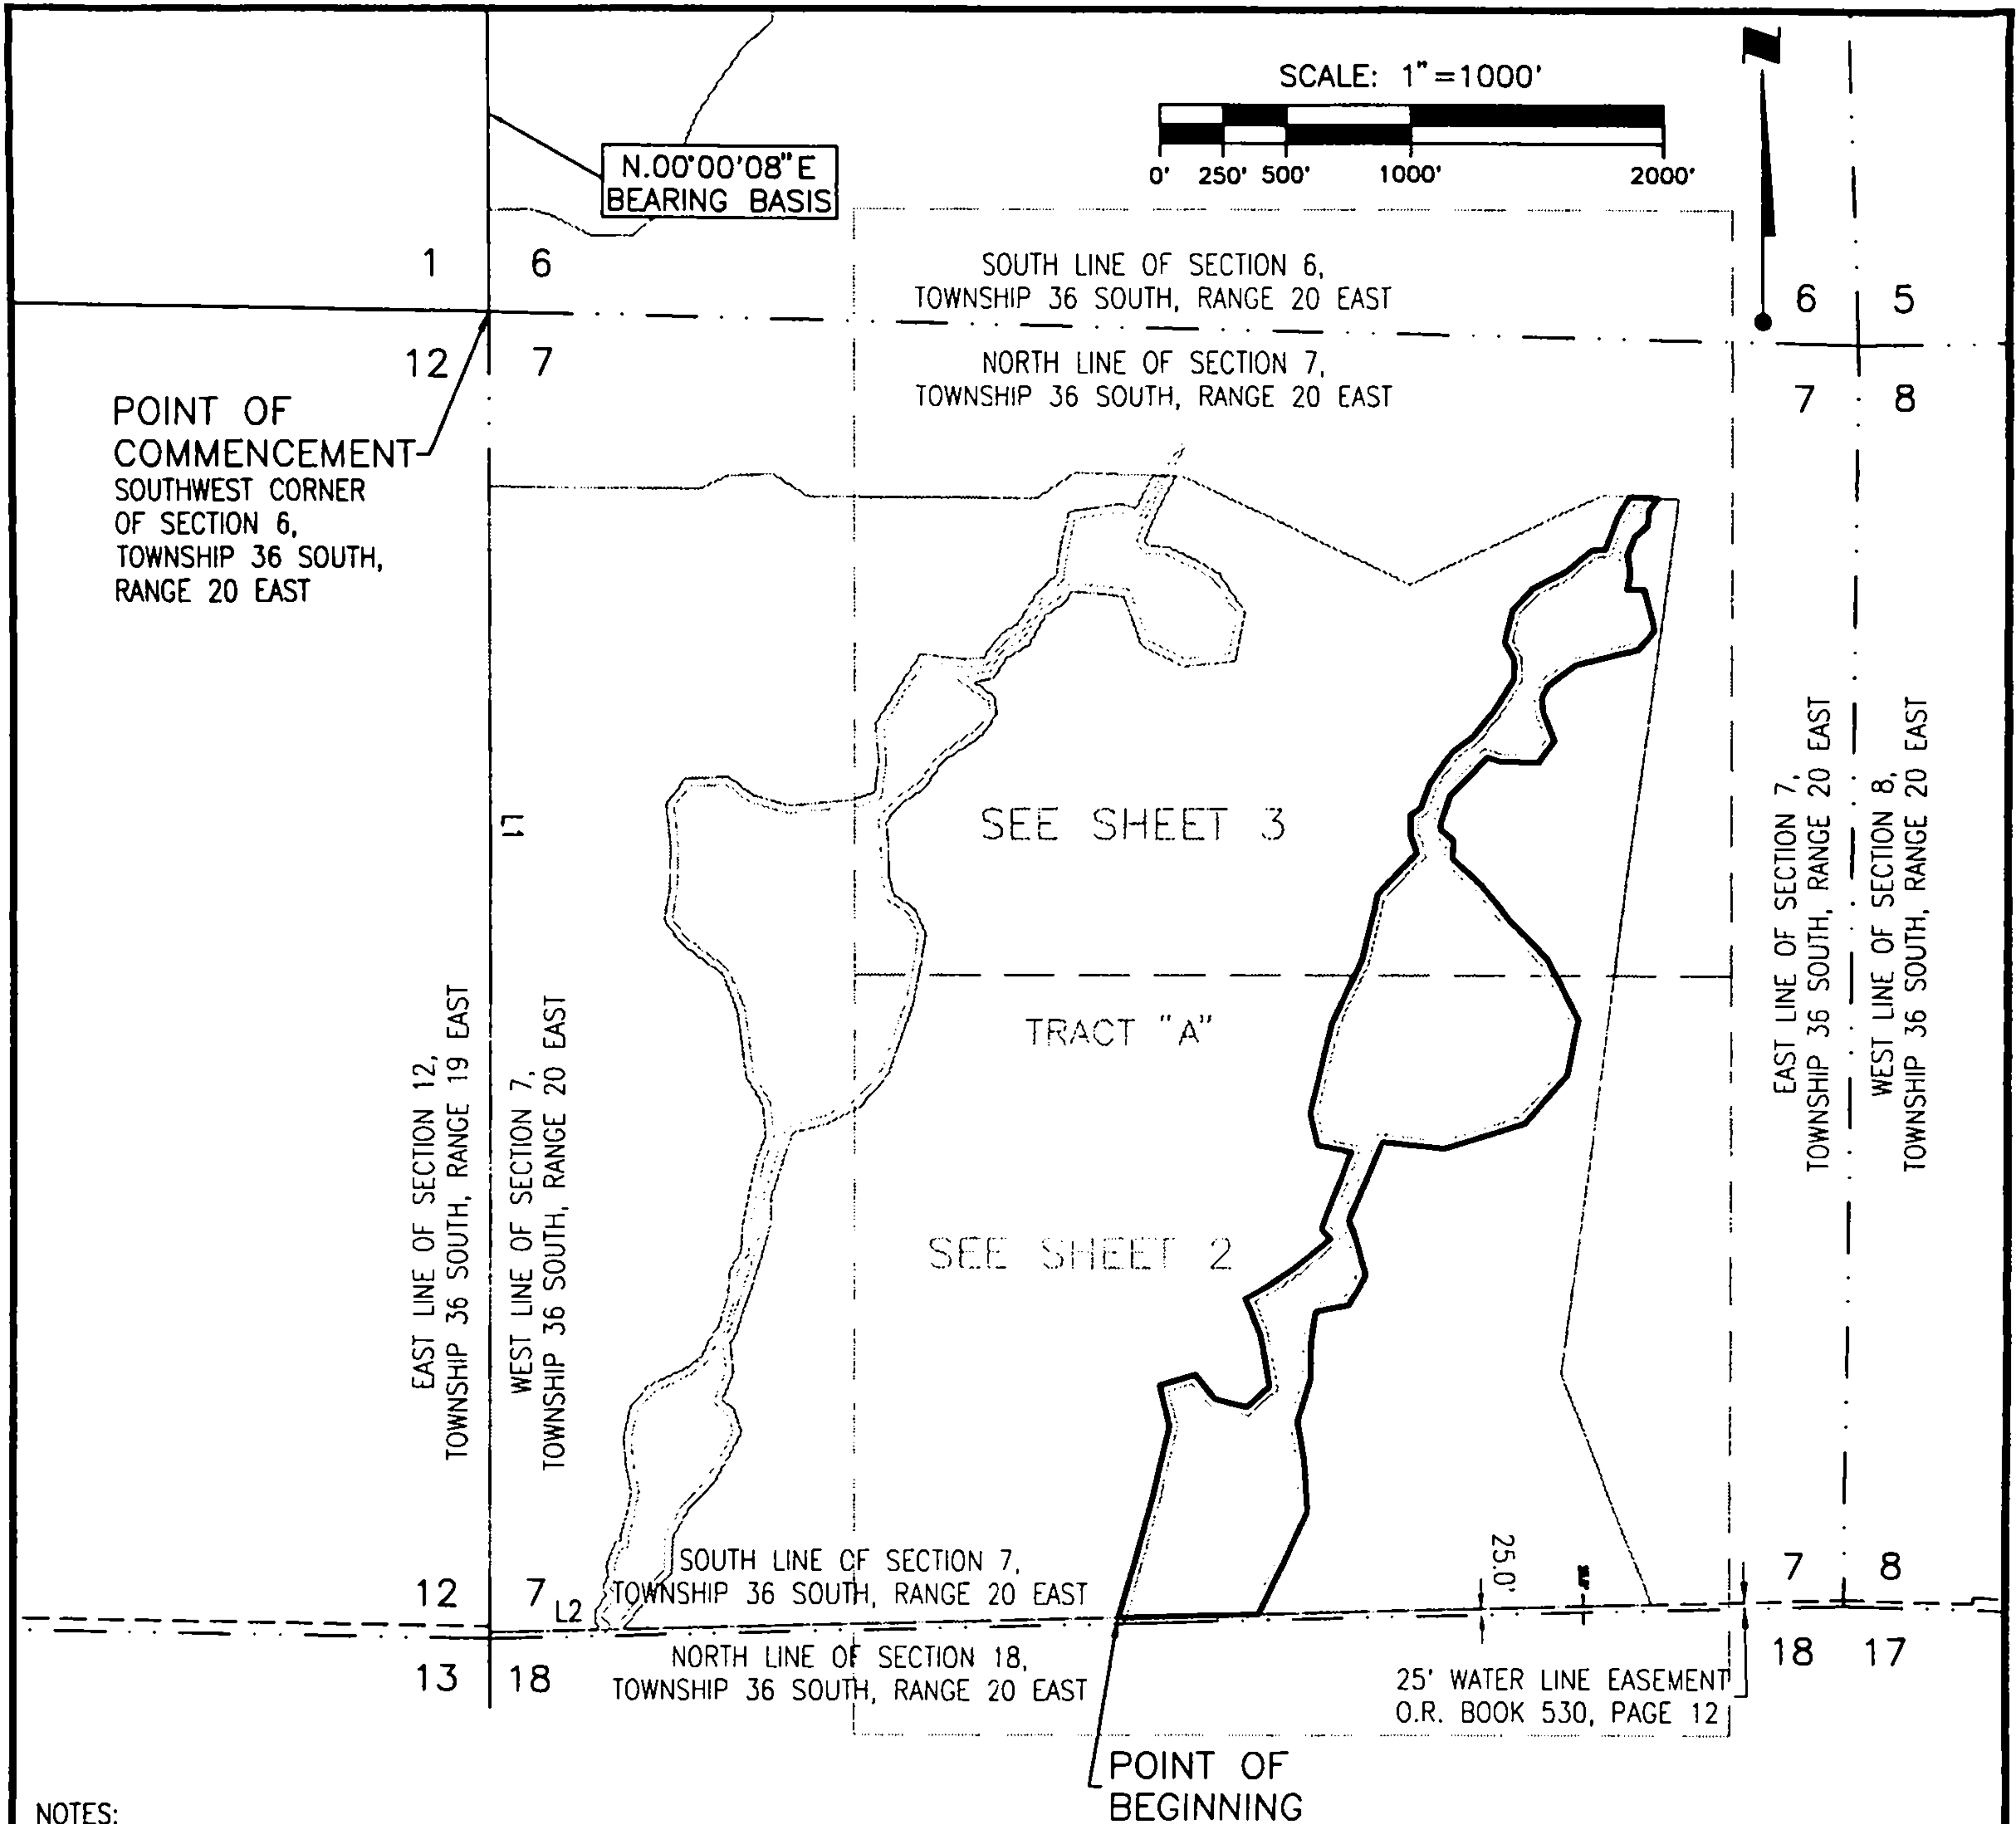 SCALE: 1"=1000'
0' 250' 500' 1000' 2000'
N.00°00'08"E
BEARING BASIS
1 6
SOUTH LINE OF SECTION 6,
TOWNSHIP 36 SOUTH, RANGE 20 EAST
6 5
12 7
NORTH LINE OF SECTION 7,
TOWNSHIP 36 SOUTH, RANGE 20 EAST
7 8
POINT OF
COMMENCEMENT
SOUTHWEST CORNER
OF SECTION 6,
TOWNSHIP 36 SOUTH,
RANGE 20 EAST
L1
SEE SHEET 3
EAST LINE OF SECTION 7,
TOWNSHIP 36 SOUTH, RANGE 20 EAST
WEST LINE OF SECTION 8,
TOWNSHIP 36 SOUTH, RANGE 20 EAST
EAST LINE OF SECTION 12,
TOWNSHIP 36 SOUTH, RANGE 19 EAST
WEST LINE OF SECTION 7,
TOWNSHIP 36 SOUTH, RANGE 20 EAST
TRACT "A"
SEE SHEET 2
25.0'
12 7 L2
SOUTH LINE OF SECTION 7,
TOWNSHIP 36 SOUTH, RANGE 20 EAST
7 8
13 18
NORTH LINE OF SECTION 18,
TOWNSHIP 36 SOUTH, RANGE 20 EAST
18 17
25' WATER LINE EASEMENT
O.R. BOOK 530, PAGE 12
POINT OF
BEGINNING
NOTES: